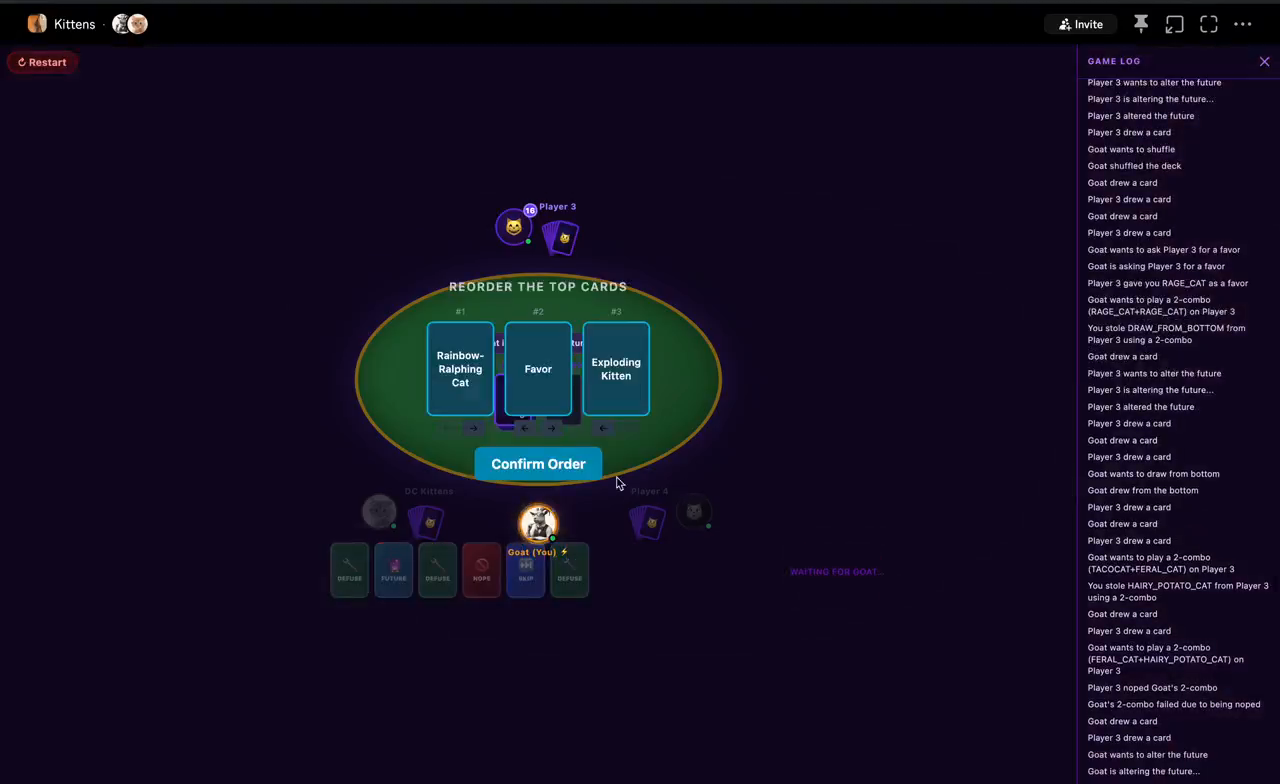 Kittens ·
Invite
Restart
GAME LOG
Player 3 wants to alter the future
Player 3 is altering the future...
Player 3 altered the future
Player 3 drew a card
Goat wants to shuffle
Goat shuffled the deck
Goat drew a card
Player 3 drew a card
Goat drew a card
Player 3 drew a card
Goat wants to ask Player 3 for a favor
Goat is asking Player 3 for a favor
Player 3 gave you RAGE_CAT as a favor
Goat wants to play a 2-combo
(RAGE_CAT+RAGE_CAT) on Player 3
You stole DRAW_FROM_BOTTOM from
Player 3 using a 2-combo
Goat drew a card
Player 3 wants to alter the future
Player 3 is altering the future...
Player 3 altered the future
Player 3 drew a card
Goat drew a card
Player 3 drew a card
Goat wants to draw from bottom
Goat drew from the bottom
Player 3 drew a card
Goat drew a card
Player 3 drew a card
Goat wants to play a 2-combo
(TACOCAT+FERAL_CAT) on Player 3
You stole HAIRY_POTATO_CAT from Player 3
using a 2-combo
Goat drew a card
Player 3 drew a card
Goat wants to play a 2-combo
(FERAL_CAT+HAIRY_POTATO_CAT) on
Player 3
Player 3 noped Goat's 2-combo
Goat's 2-combo failed due to being noped
Goat drew a card
Player 3 drew a card
Goat wants to alter the future
Goat is altering the future...
16
Player 3
REORDER THE TOP CARDS
#1 #2 #3
Rainbow-
Ralphing
Cat
Favor
Exploding
Kitten
← →
← →
←
Confirm Order
DC Kittens
Player 4
Goat (You) ⚡
DEFUSE
FUTURE
DEFUSE
NOPE
SKIP
DEFUSE
WAITING FOR GOAT...